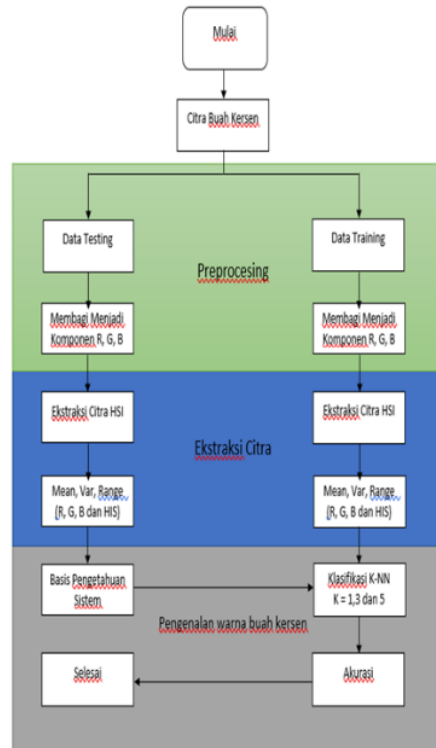 Mulai
Citra Buah Kersen
Data Testing
Data Training
Preprocesing
Membagi Menjadi
Komponen R, G, B
Membagi Menjadi
Komponen R, G, B
Ekstraksi Citra HSI
Ekstraksi Citra HSI
Ekstraksi Citra
Mean, Var, Range
(R, G, B dan HIS)
Mean, Var, Range
(R, G, B dan HIS)
Basis Pengetahuan
Sistem
Klasifikasi K-NN
K = 1,3 dan 5
Pengenalan warna buah kersen
Selesai
Akurasi